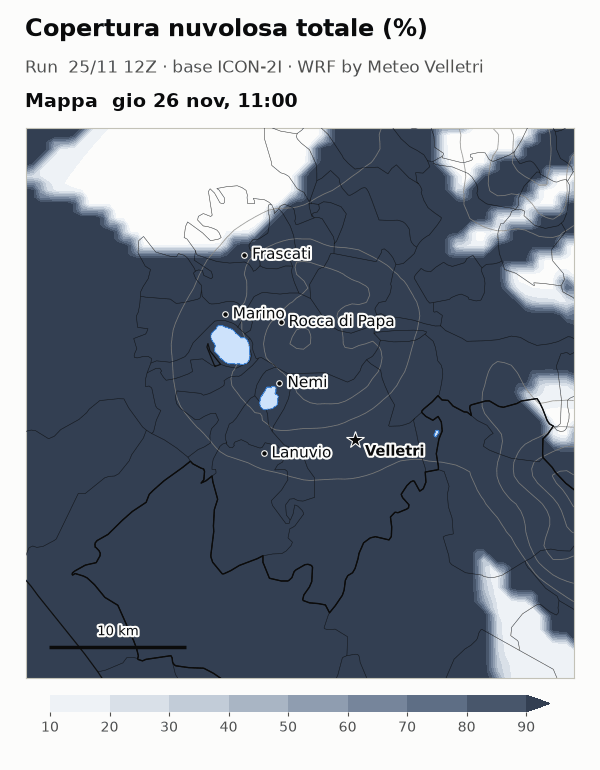 Copertura nuvolosa totale (%)
Run  25/11 12Z · base ICON-2I · WRF by Meteo Velletri
Mappa  gio 26 nov, 11:00
Frascati
Marino
Rocca di Papa
Nemi
Velletri
Lanuvio
10 km
10 20 30 40 50 60 70 80 90